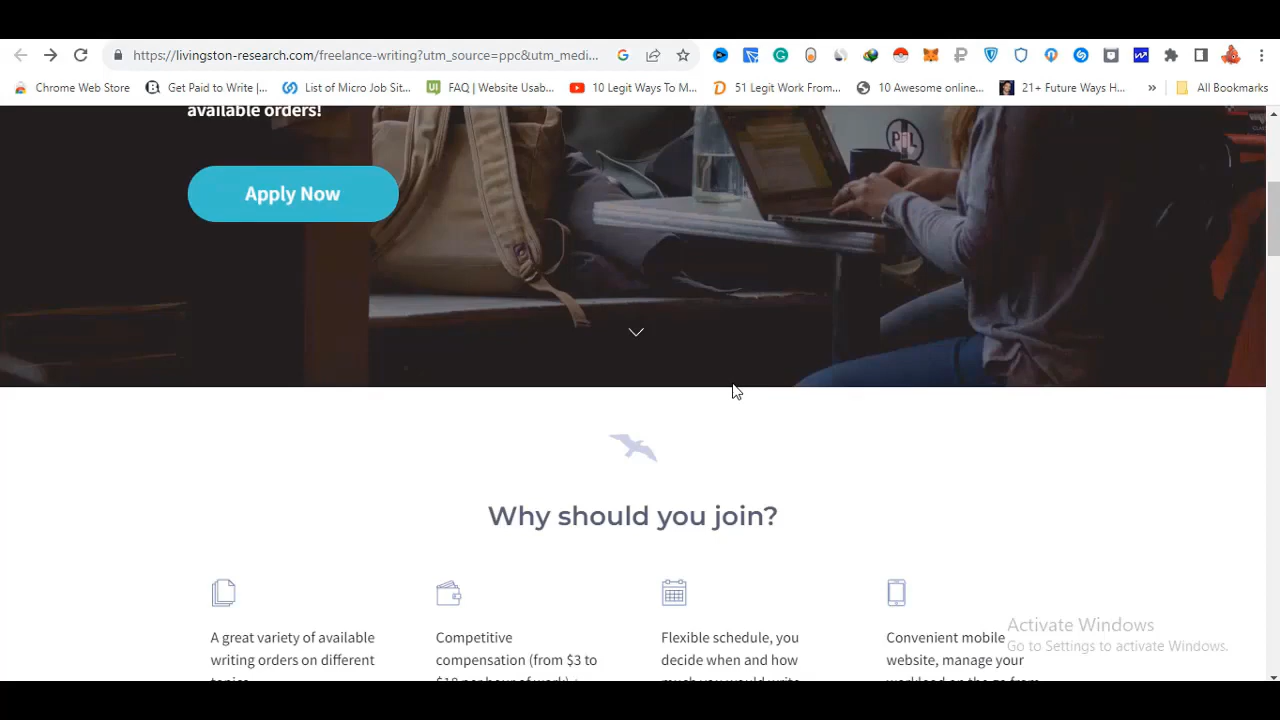 https://livingston-research.com/freelance-writing?utm_source=ppc&utm_medi...
Chrome Web Store
Get Paid to Write |...
List of Micro Job Sit...
FAQ | Website Usab...
10 Legit Ways To M...
51 Legit Work From...
10 Awesome online...
21+ Future Ways H...
»
All Bookmarks
available orders!
Apply Now
PIL
Why should you join?
A great variety of available
writing orders on different
Competitive
compensation (from $3 to
Flexible schedule, you
decide when and how
Convenient mobile
website, manage your
Activate Windows
Go to Settings to activate Windows.